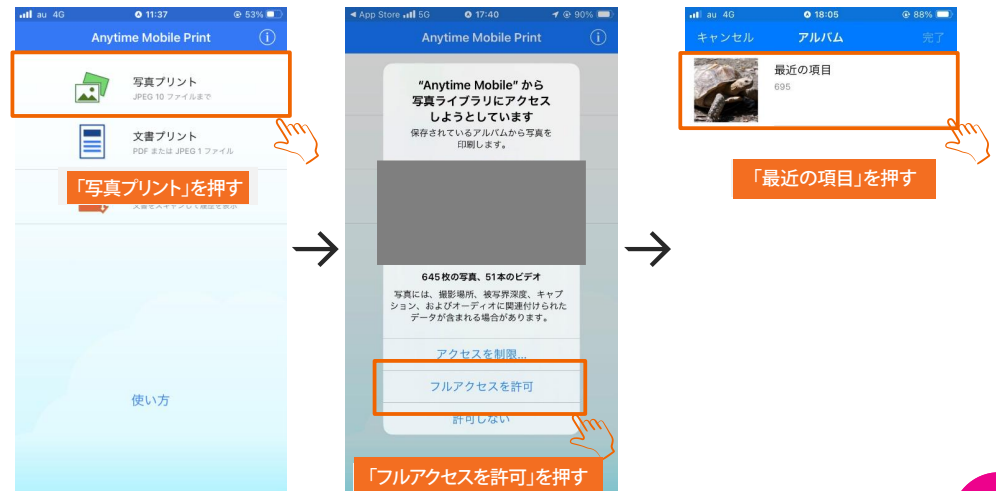 au 4G 11:37 53%
Anytime Mobile Print
写真プリント
JPEG 10 ファイルまで
文書プリント
PDF または JPEG 1 ファイル
「写真プリント」を押す
使い方
→
App Store 5G 17:40 90%
Anytime Mobile Print
"Anytime Mobile" から
写真ライブラリにアクセス
しようとしています
保存されているアルバムから写真を
印刷します。
645枚の写真、51本のビデオ
写真には、撮影場所、被写界深度、キャプ
ション、およびオーディオに関連付けられた
データが含まれる場合があります。
アクセスを制限...
フルアクセスを許可
許可しない
「フルアクセスを許可」を押す
→
au 4G 18:05 88%
キャンセル アルバム 完了
最近の項目
695
「最近の項目」を押す